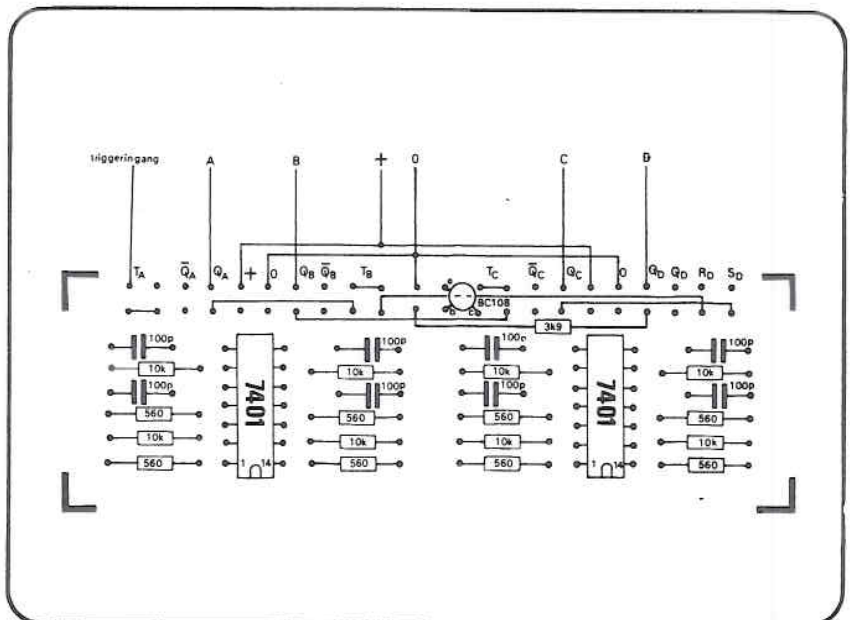 triggeringang A B + 0 C D
TA Q̅A QA + 0 QB Q̅B TB e TC Q̅C QC 0 QD QD RD SD
b c BC108
3k9
100p 100p 100p 100p
10k 10k 10k 10k
100p 100p 100p 100p
7401 7401
560 560 560 560
10k 10k 10k 10k
560 1 14 560 560 1 14 560